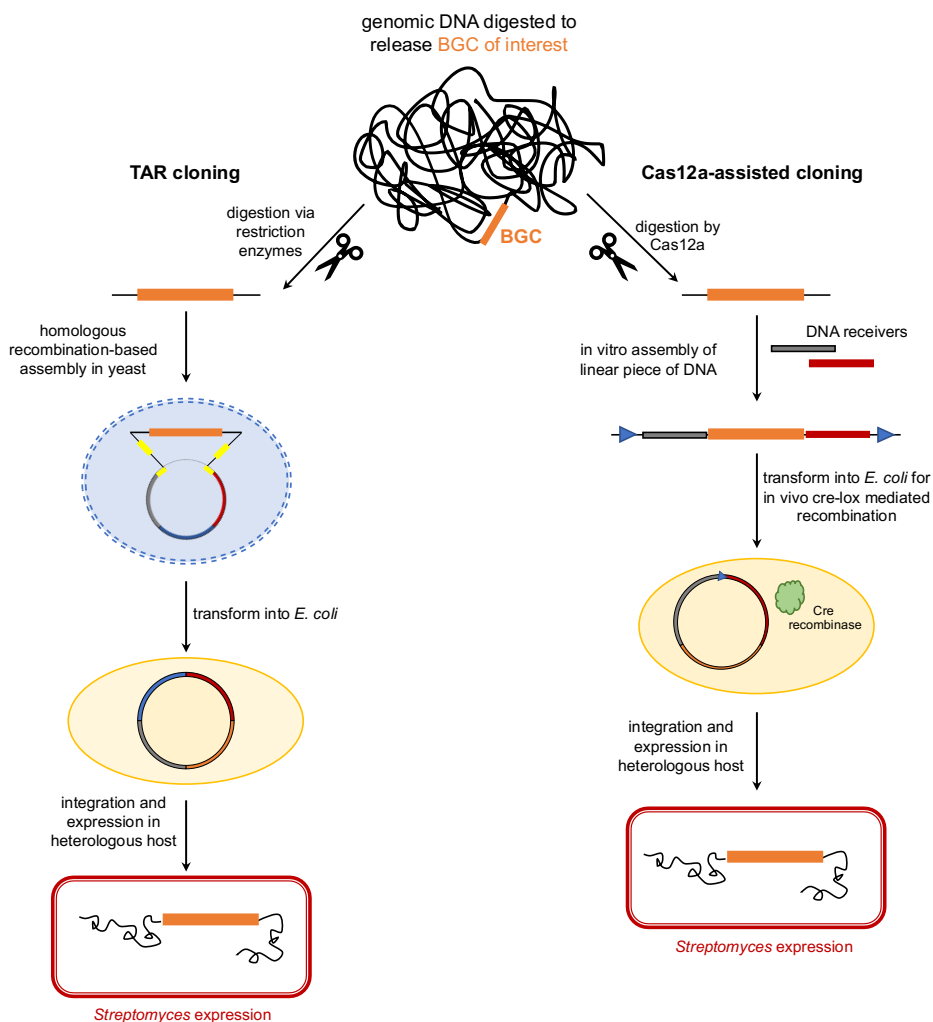 genomic DNA digested to
release BGC of interest
TAR cloning
digestion via
restriction
enzymes
BGC
homologous
recombination-based
assembly in yeast
transform into E. coli
integration and
expression in
heterologous host
Streptomyces expression
Cas12a-assisted cloning
digestion by
Cas12a
DNA receivers
in vitro assembly of
linear piece of DNA
transform into E. coli for
in vivo cre-lox mediated
recombination
Cre
recombinase
integration and
expression in
heterologous host
Streptomyces expression